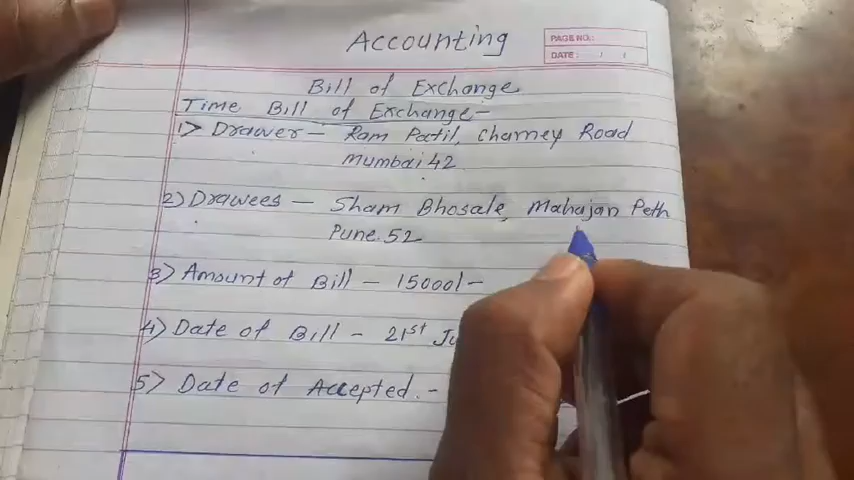 Accounting
PAGE NO.:
DATE: / /
Bill of Exchange
Time Bill of Exchange-
1> Drawer - Ram Patil, Charney Road
Mumbai 42
2) Drawees - Sham Bhosale, Mahajan Peth
Pune. 52
3> Amount of Bill - 15000/-
4) Date of Bill - 21st
5> Date of Accepted. -